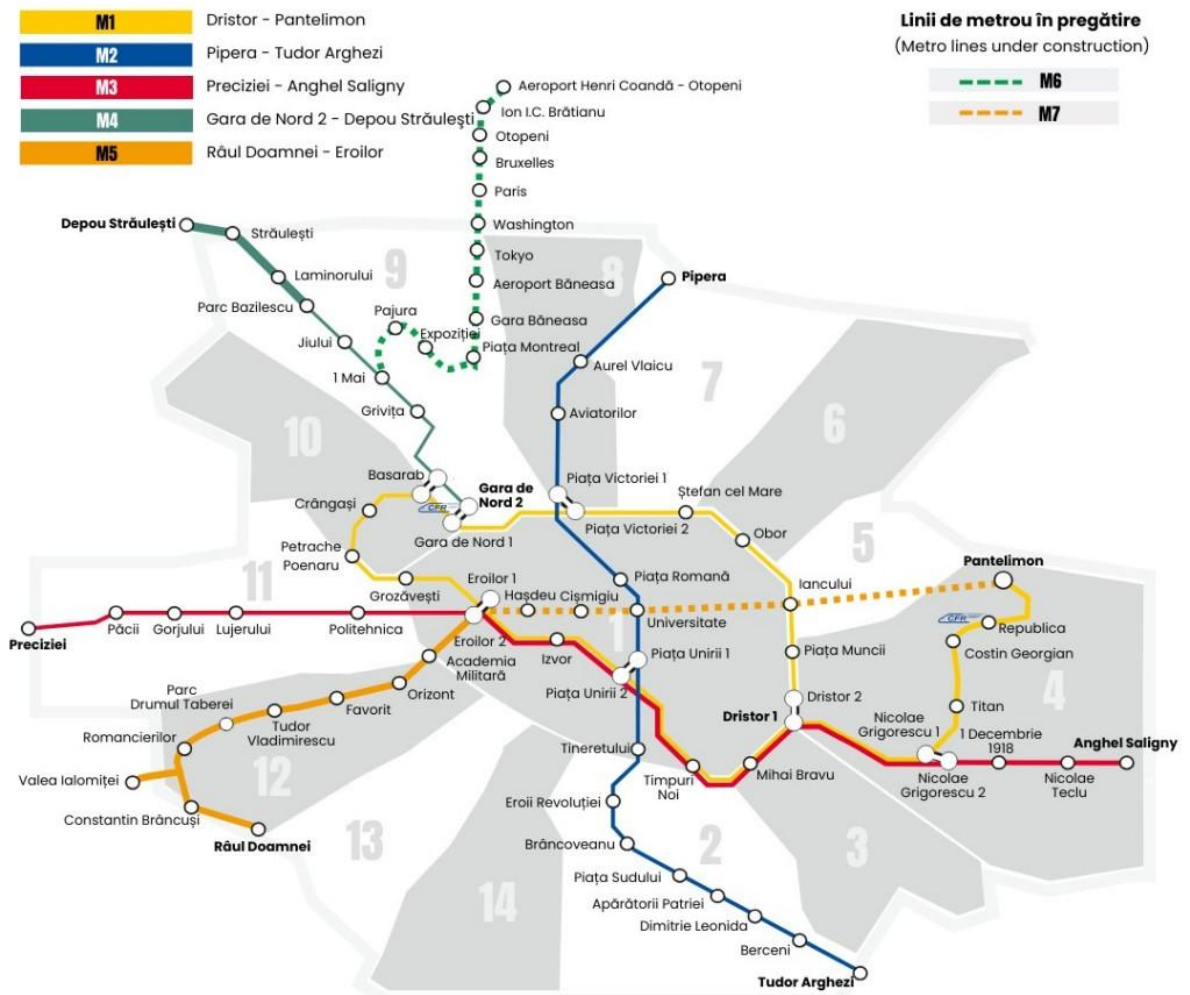 M1 Dristor - Pantelimon
M2 Pipera - Tudor Arghezi
M3 Preciziei - Anghel Saligny
M4 Gara de Nord 2 - Depou Străulești
M5 Râul Doamnei - Eroilor
Linii de metrou în pregătire
(Metro lines under construction)
M6
M7
Aeroport Henri Coandă - Otopeni
Ion I.C. Brătianu
Otopeni
Bruxelles
Paris
Washington
Tokyo
Aeroport Băneasa
Gara Băneasa
Piața Montreal
Expoziției
Pajura
Depou Străulești
Străulești
Laminorului
Parc Bazilescu
Jiului
1 Mai
Grivița
Basarab
Gara de
Nord 2
CFR
Gara de Nord 1
Crângași
Petrache
Poenaru
Grozăvești
Eroilor 1
Eroilor 2
Hașdeu
Cișmigiu
Universitate
Pipera
Aurel Vlaicu
Aviatorilor
Piața Victoriei 1
Piața Victoriei 2
Ștefan cel Mare
Obor
Iancului
Piața Romană
Piața Muncii
Dristor 2
Dristor 1
Pantelimon
CFR
Republica
Costin Georgian
Titan
Nicolae
Grigorescu 1
Nicolae
Grigorescu 2
1 Decembrie
1918
Nicolae
Teclu
Anghel Saligny
Preciziei
Păcii
Gorjului
Lujerului
Politehnica
Izvor
Piața Unirii 1
Piața Unirii 2
Timpuri
Noi
Mihai Bravu
Academia
Militară
Orizont
Favorit
Tudor
Vladimirescu
Parc
Drumul Taberei
Romancierilor
Valea Ialomiței
Constantin Brâncuși
Râul Doamnei
Tineretului
Eroii Revoluției
Brâncoveanu
Piața Sudului
Apărătorii Patriei
Dimitrie Leonida
Berceni
Tudor Arghezi
1
2
3
4
5
6
7
8
9
10
11
12
13
14